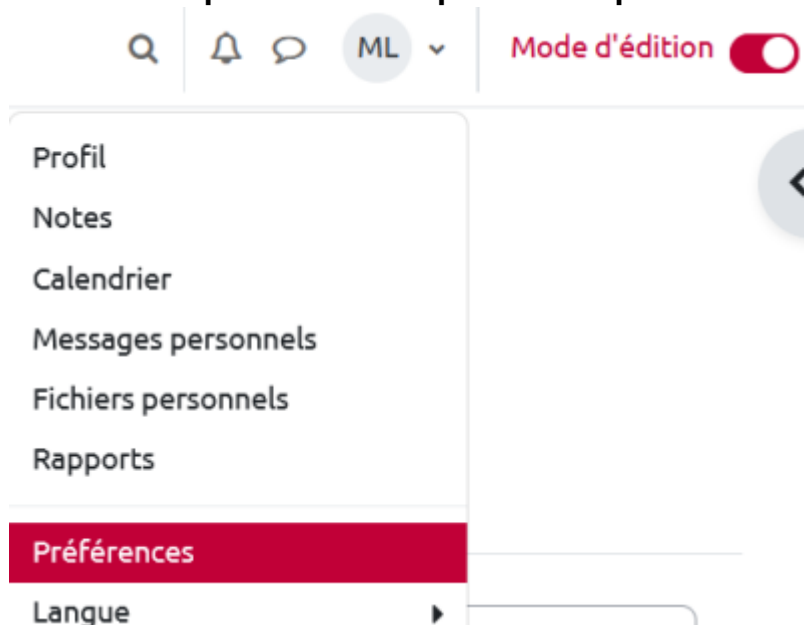 ML
Mode d'édition
Profil
Notes
Calendrier
Messages personnels
Fichiers personnels
Rapports
Préférences
Langue